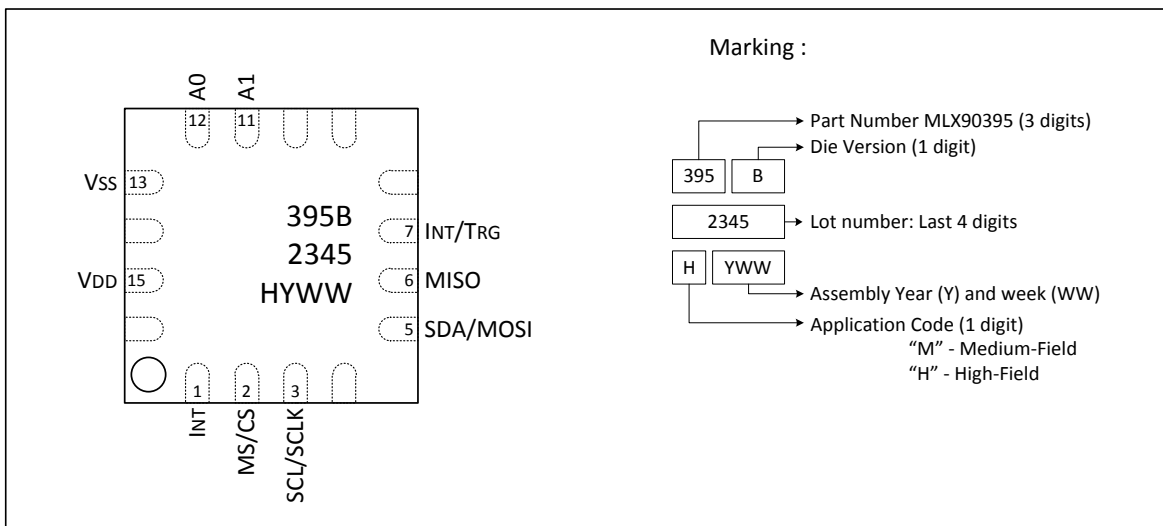 Marking :
A0
A1
12
11
VSS
13
395B
2345
HYWW
7
INT/TRG
VDD
15
6
MISO
5
SDA/MOSI
1
2
3
INT
MS/CS
SCL/SCLK
Part Number MLX90395 (3 digits)
Die Version (1 digit)
395
B
2345
Lot number: Last 4 digits
H
YWW
Assembly Year (Y) and week (WW)
Application Code (1 digit)
“M” - Medium-Field
“H” - High-Field